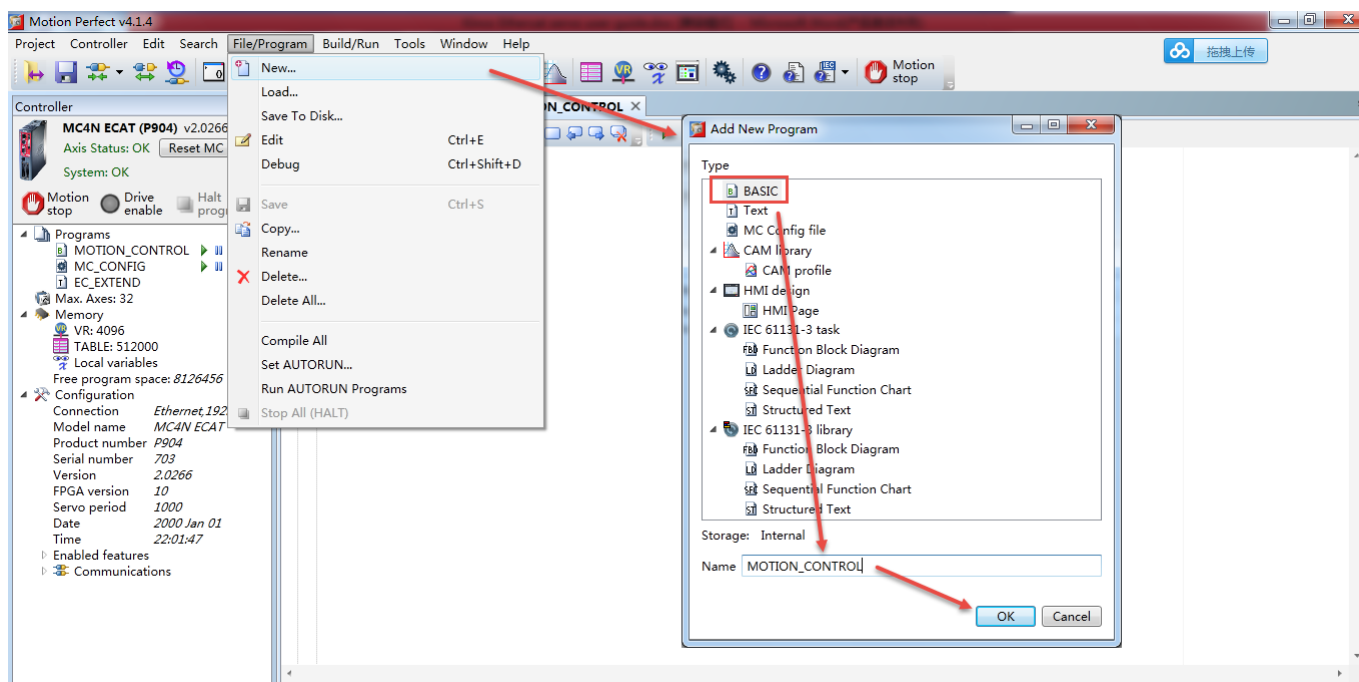 Motion Perfect v4.1.4
Project Controller Edit Search File/Program Build/Run Tools Window Help
拖拽上传
Motion stop
New...
Load...
Save To Disk...
Edit Ctrl+E
Debug Ctrl+Shift+D
Save Ctrl+S
Copy...
Rename
Delete...
Delete All...
Compile All
Set AUTORUN...
Run AUTORUN Programs
Stop All (HALT)
Controller
MC4N ECAT (P904) v2.0266
Axis Status: OK Reset MC
System: OK
Motion stop Drive enable Halt
Programs
MOTION_CONTROL
MC_CONFIG
EC_EXTEND
Max. Axes: 32
Memory
VR: 4096
TABLE: 512000
Local variables
Free program space: 8126456
Configuration
Connection Ethernet,192
Model name MC4N ECAT
Product number P904
Serial number 703
Version 2.0266
FPGA version 10
Servo period 1000
Date 2000 Jan 01
Time 22:01:47
Enabled features
Communications
N_CONTROL
Add New Program
Type
BASIC
Text
MC Config file
CAM library
CAM profile
HMI design
HMI Page
IEC 61131-3 task
Function Block Diagram
Ladder Diagram
Sequential Function Chart
Structured Text
IEC 61131-3 library
Function Block Diagram
Ladder Diagram
Sequential Function Chart
Structured Text
Storage: Internal
Name MOTION_CONTROL
OK Cancel